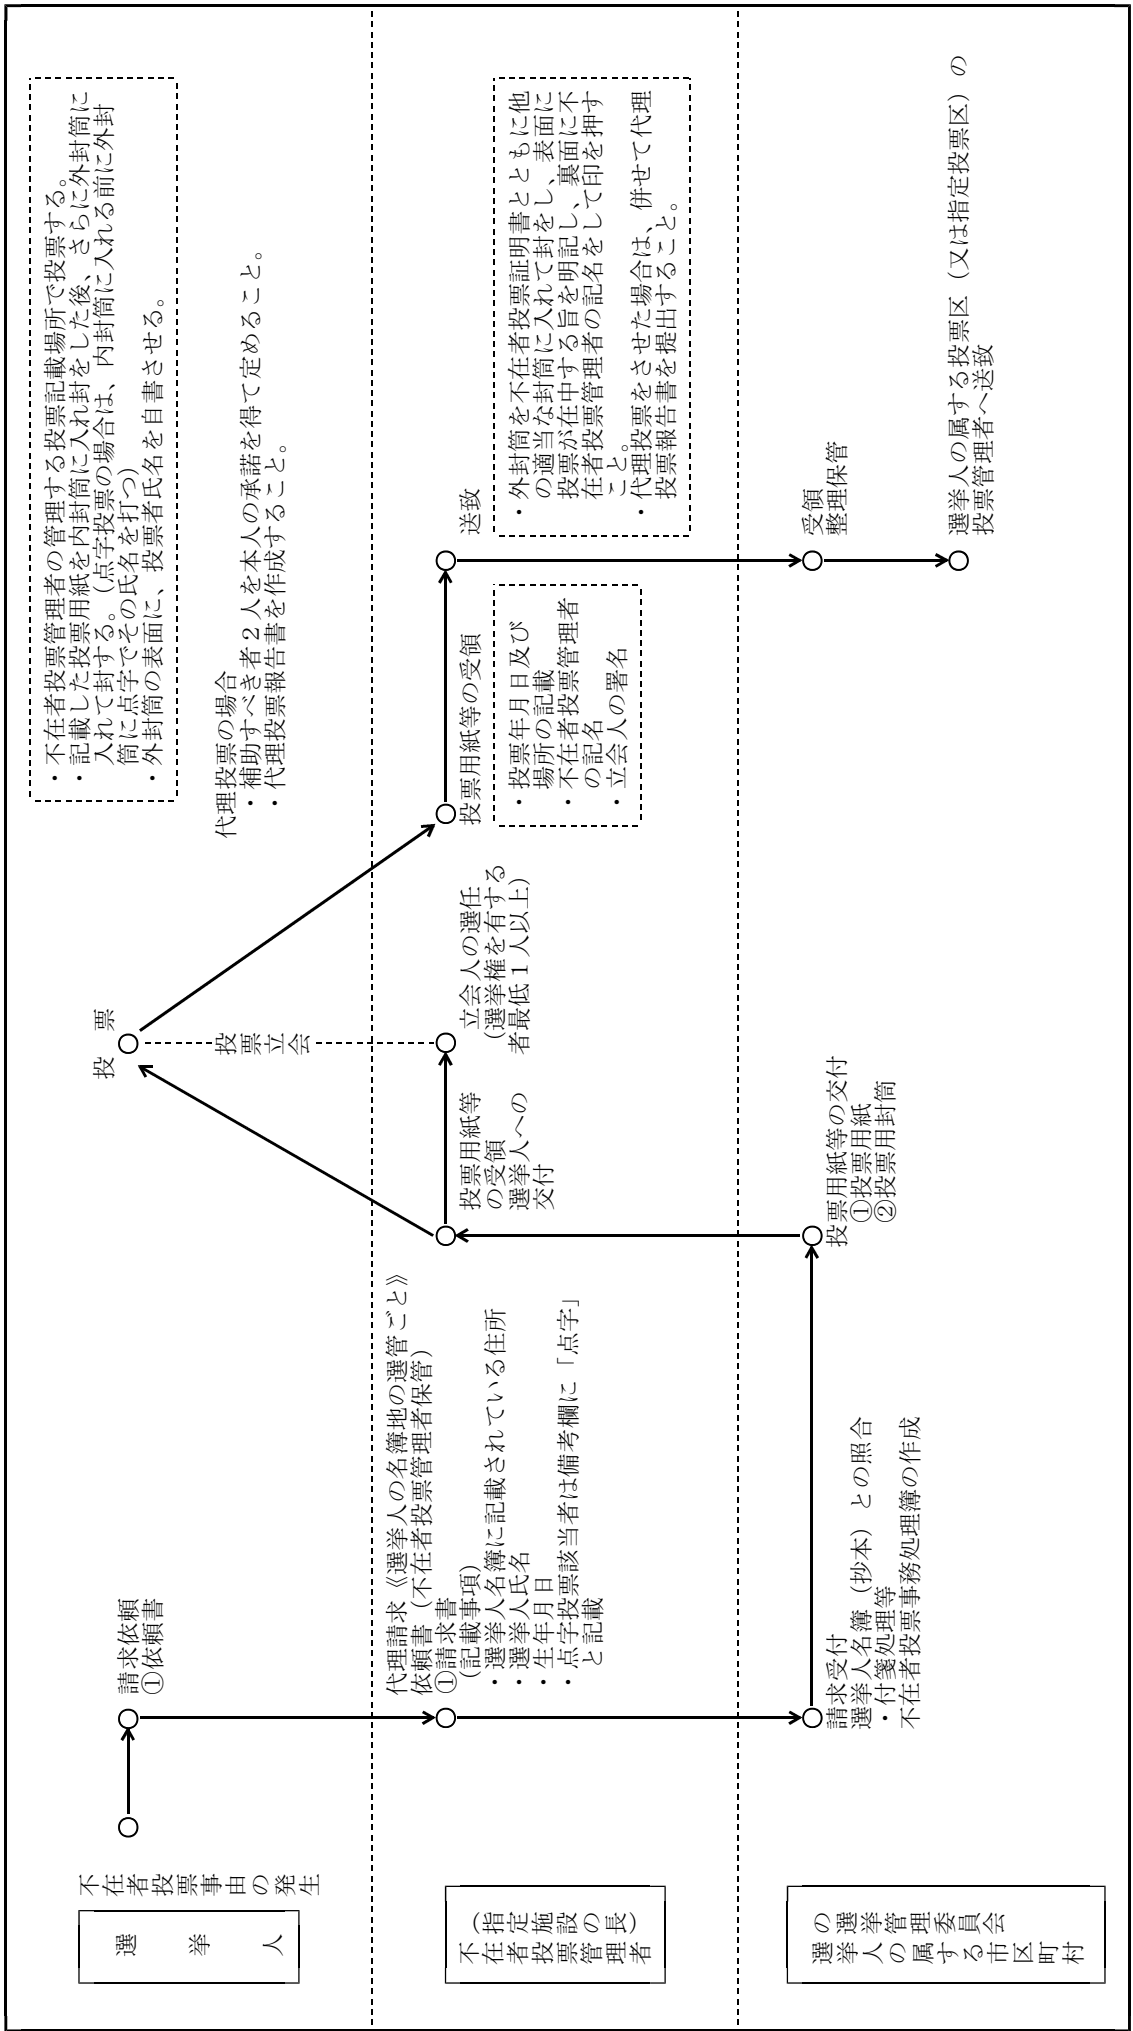 選挙人
不在者投票事由の発生
請求依頼
①依頼書
投票
・不在者投票管理者の管理する投票記載場所で投票する。
・記載した投票用紙を内封筒に入れ封をした後、さらに外封筒に
入れて封する。（点字投票の場合は、内封筒に入れる前に外封
筒に点字でその氏名を打つ）
・外封筒の表面に、投票者氏名を自書させる。
代理投票の場合
・補助すべき者２人を本人の承諾を得て定めること。
・代理投票報告書を作成すること。
投票立会
不在者投票管理者
（指定施設の長）
代理請求《選挙人の名簿地の選管ごと》
依頼書（不在者投票管理者保管）
①請求書
（記載事項）
・選挙人名簿に記載されている住所
・選挙人氏名
・生年月日
・点字投票該当者は備考欄に「点字」
と記載
投票用紙等
の受領
選挙人への
交付
立会人の選任
（選挙権を有する
者最低１人以上）
投票用紙等の受領
・投票年月日及び
場所の記載
・不在者投票管理者
の記名
・立会人の署名
送致
・外封筒を不在者投票証明書とともに他
の適当な封筒に入れて封をし、表面に
投票が在中する旨を明記し、裏面に不
在者投票管理者の記名をして印を押す
こと。
・代理投票をさせた場合は、併せて代理
投票報告書を提出すること。
選挙人の属する市区町村
の選挙管理委員会
請求受付
選挙人名簿（抄本）との照合
・付箋処理等
不在者投票事務処理簿の作成
投票用紙等の交付
①投票用紙
②投票用封筒
受領
整理保管
選挙人の属する投票区（又は指定投票区）の
投票管理者へ送致